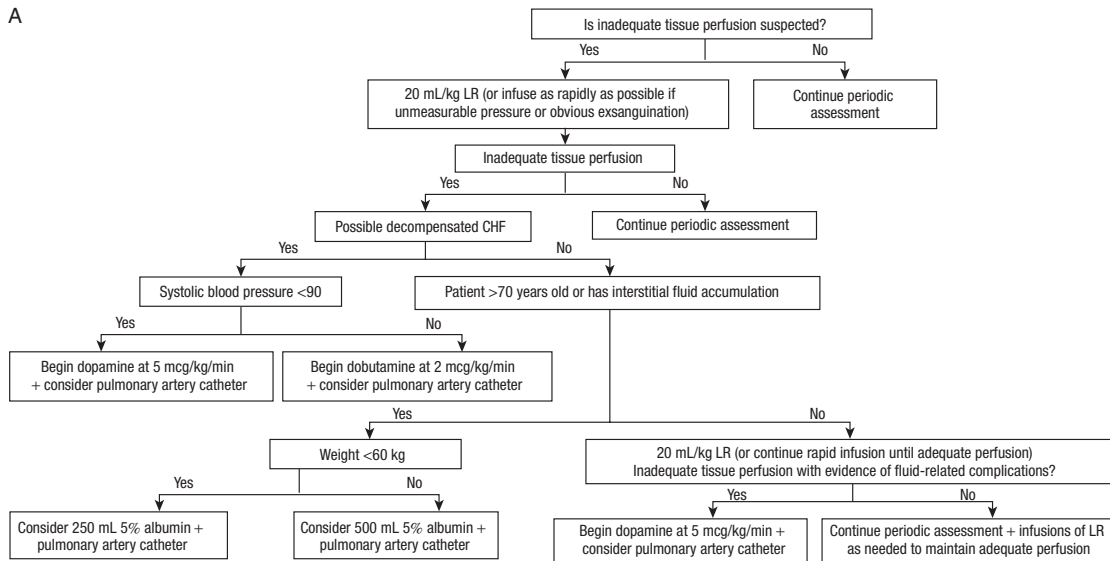 A
Is inadequate tissue perfusion suspected?
Yes
No
20 mL/kg LR (or infuse as rapidly as possible if
unmeasurable pressure or obvious exsanguination)
Continue periodic
assessment
Inadequate tissue perfusion
Yes
No
Possible decompensated CHF
Continue periodic assessment
Yes
No
Systolic blood pressure <90
Patient >70 years old or has interstitial fluid accumulation
Yes
No
Begin dopamine at 5 mcg/kg/min
+ consider pulmonary artery catheter
Begin dobutamine at 2 mcg/kg/min
+ consider pulmonary artery catheter
Yes
No
Weight <60 kg
20 mL/kg LR (or continue rapid infusion until adequate perfusion)
Inadequate tissue perfusion with evidence of fluid-related complications?
Yes
No
Yes
No
Consider 250 mL 5% albumin +
pulmonary artery catheter
Consider 500 mL 5% albumin +
pulmonary artery catheter
Begin dopamine at 5 mcg/kg/min +
consider pulmonary artery catheter
Continue periodic assessment + infusions of LR
as needed to maintain adequate perfusion